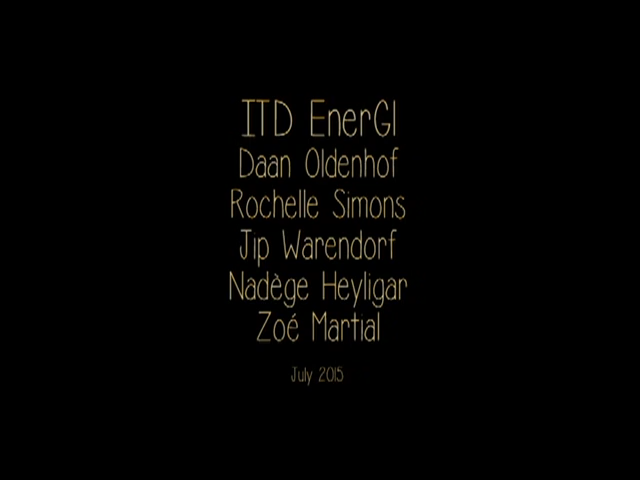 ITD EnerGI
Daan Oldenhof
Rochelle Simons
Jip Warendorf
Nadège Heyligar
Zoé Martial
July 2015